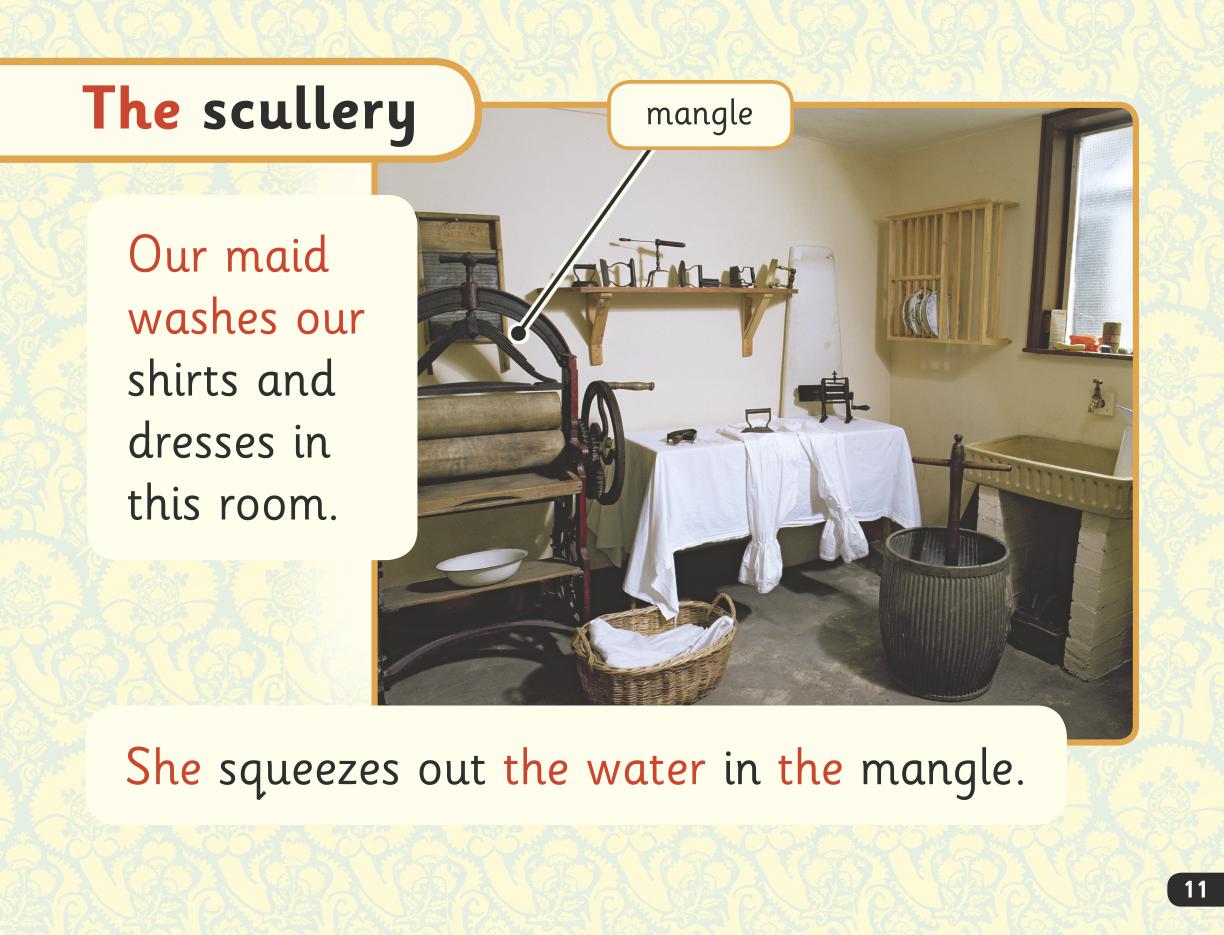 The scullery
mangle
Our maid
washes our
shirts and
dresses in
this room.
She squeezes out the water in the mangle.
11